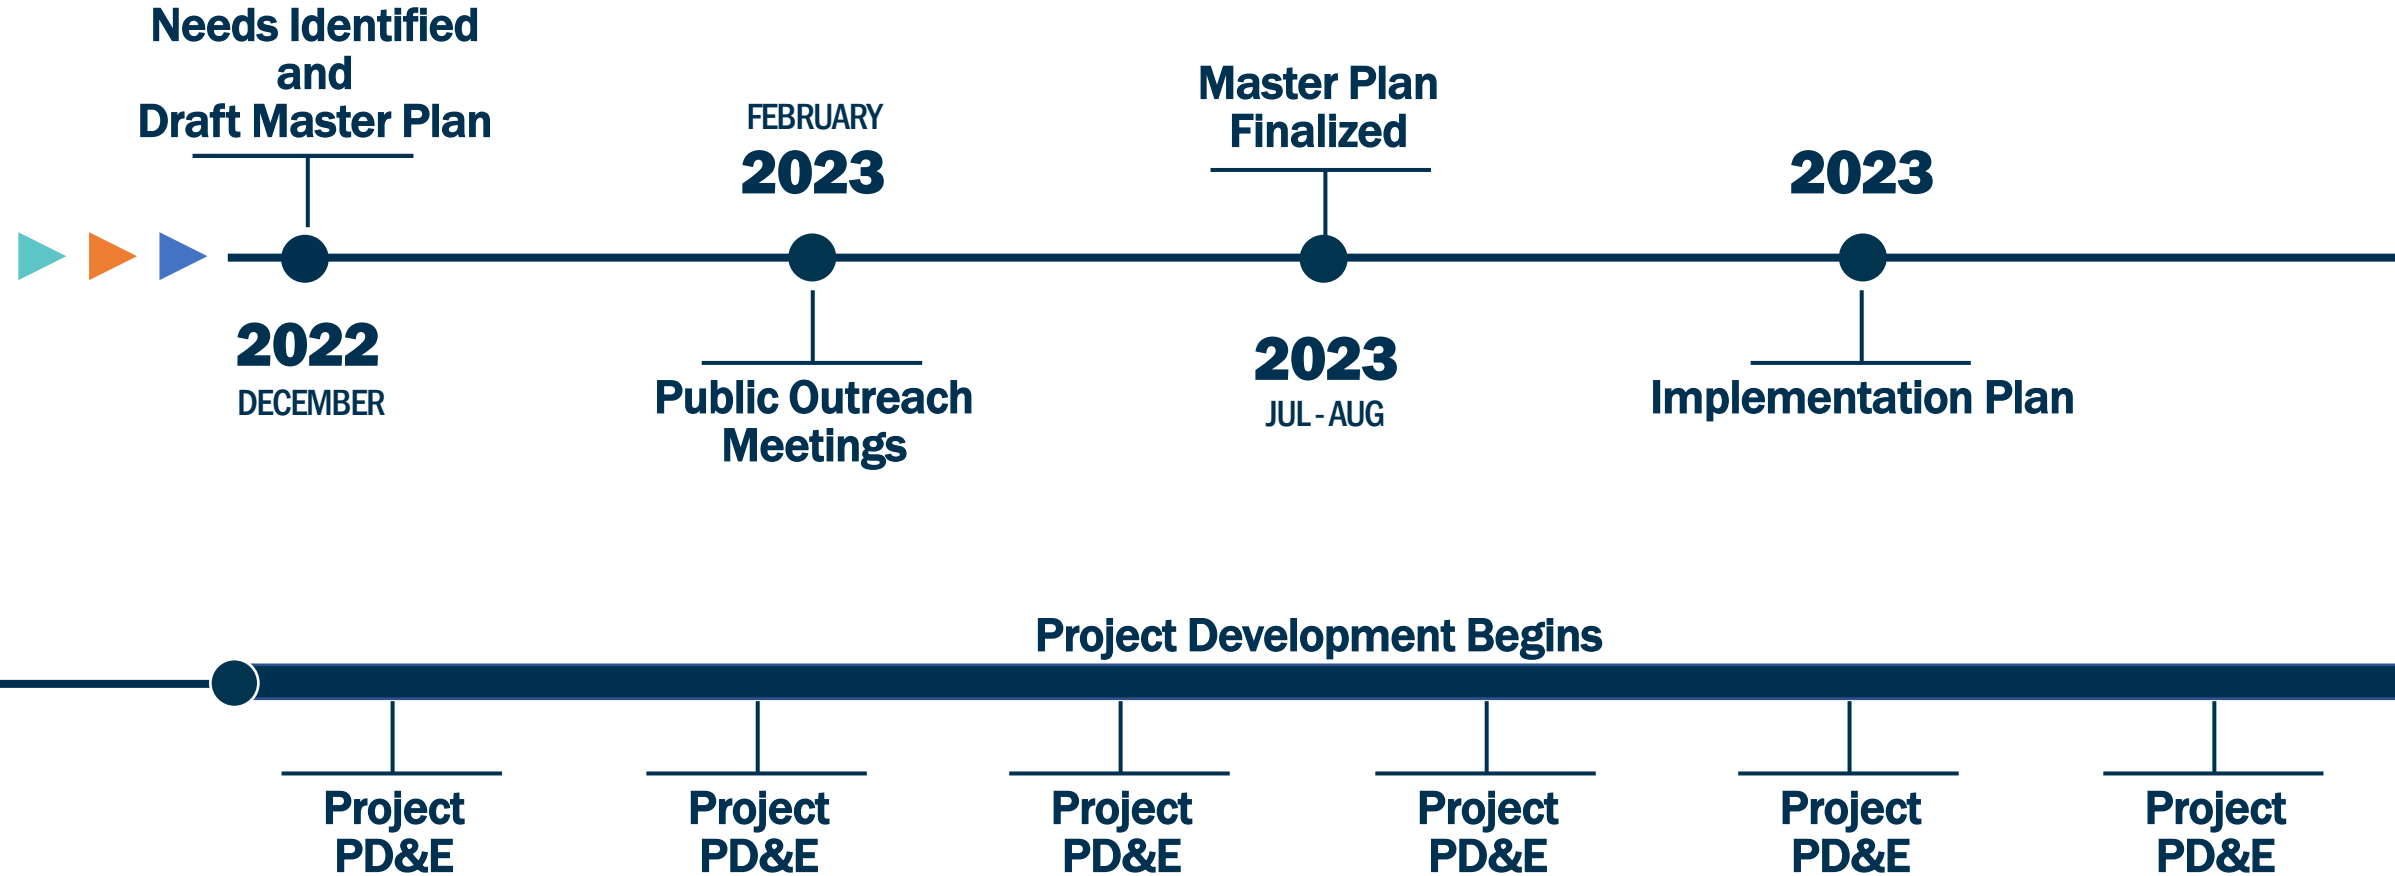 Needs Identified
and
Draft Master Plan
2022
DECEMBER
FEBRUARY
2023
Public Outreach
Meetings
Master Plan
Finalized
2023
JUL - AUG
2023
Implementation Plan
Project Development Begins
Project
PD&E
Project
PD&E
Project
PD&E
Project
PD&E
Project
PD&E
Project
PD&E